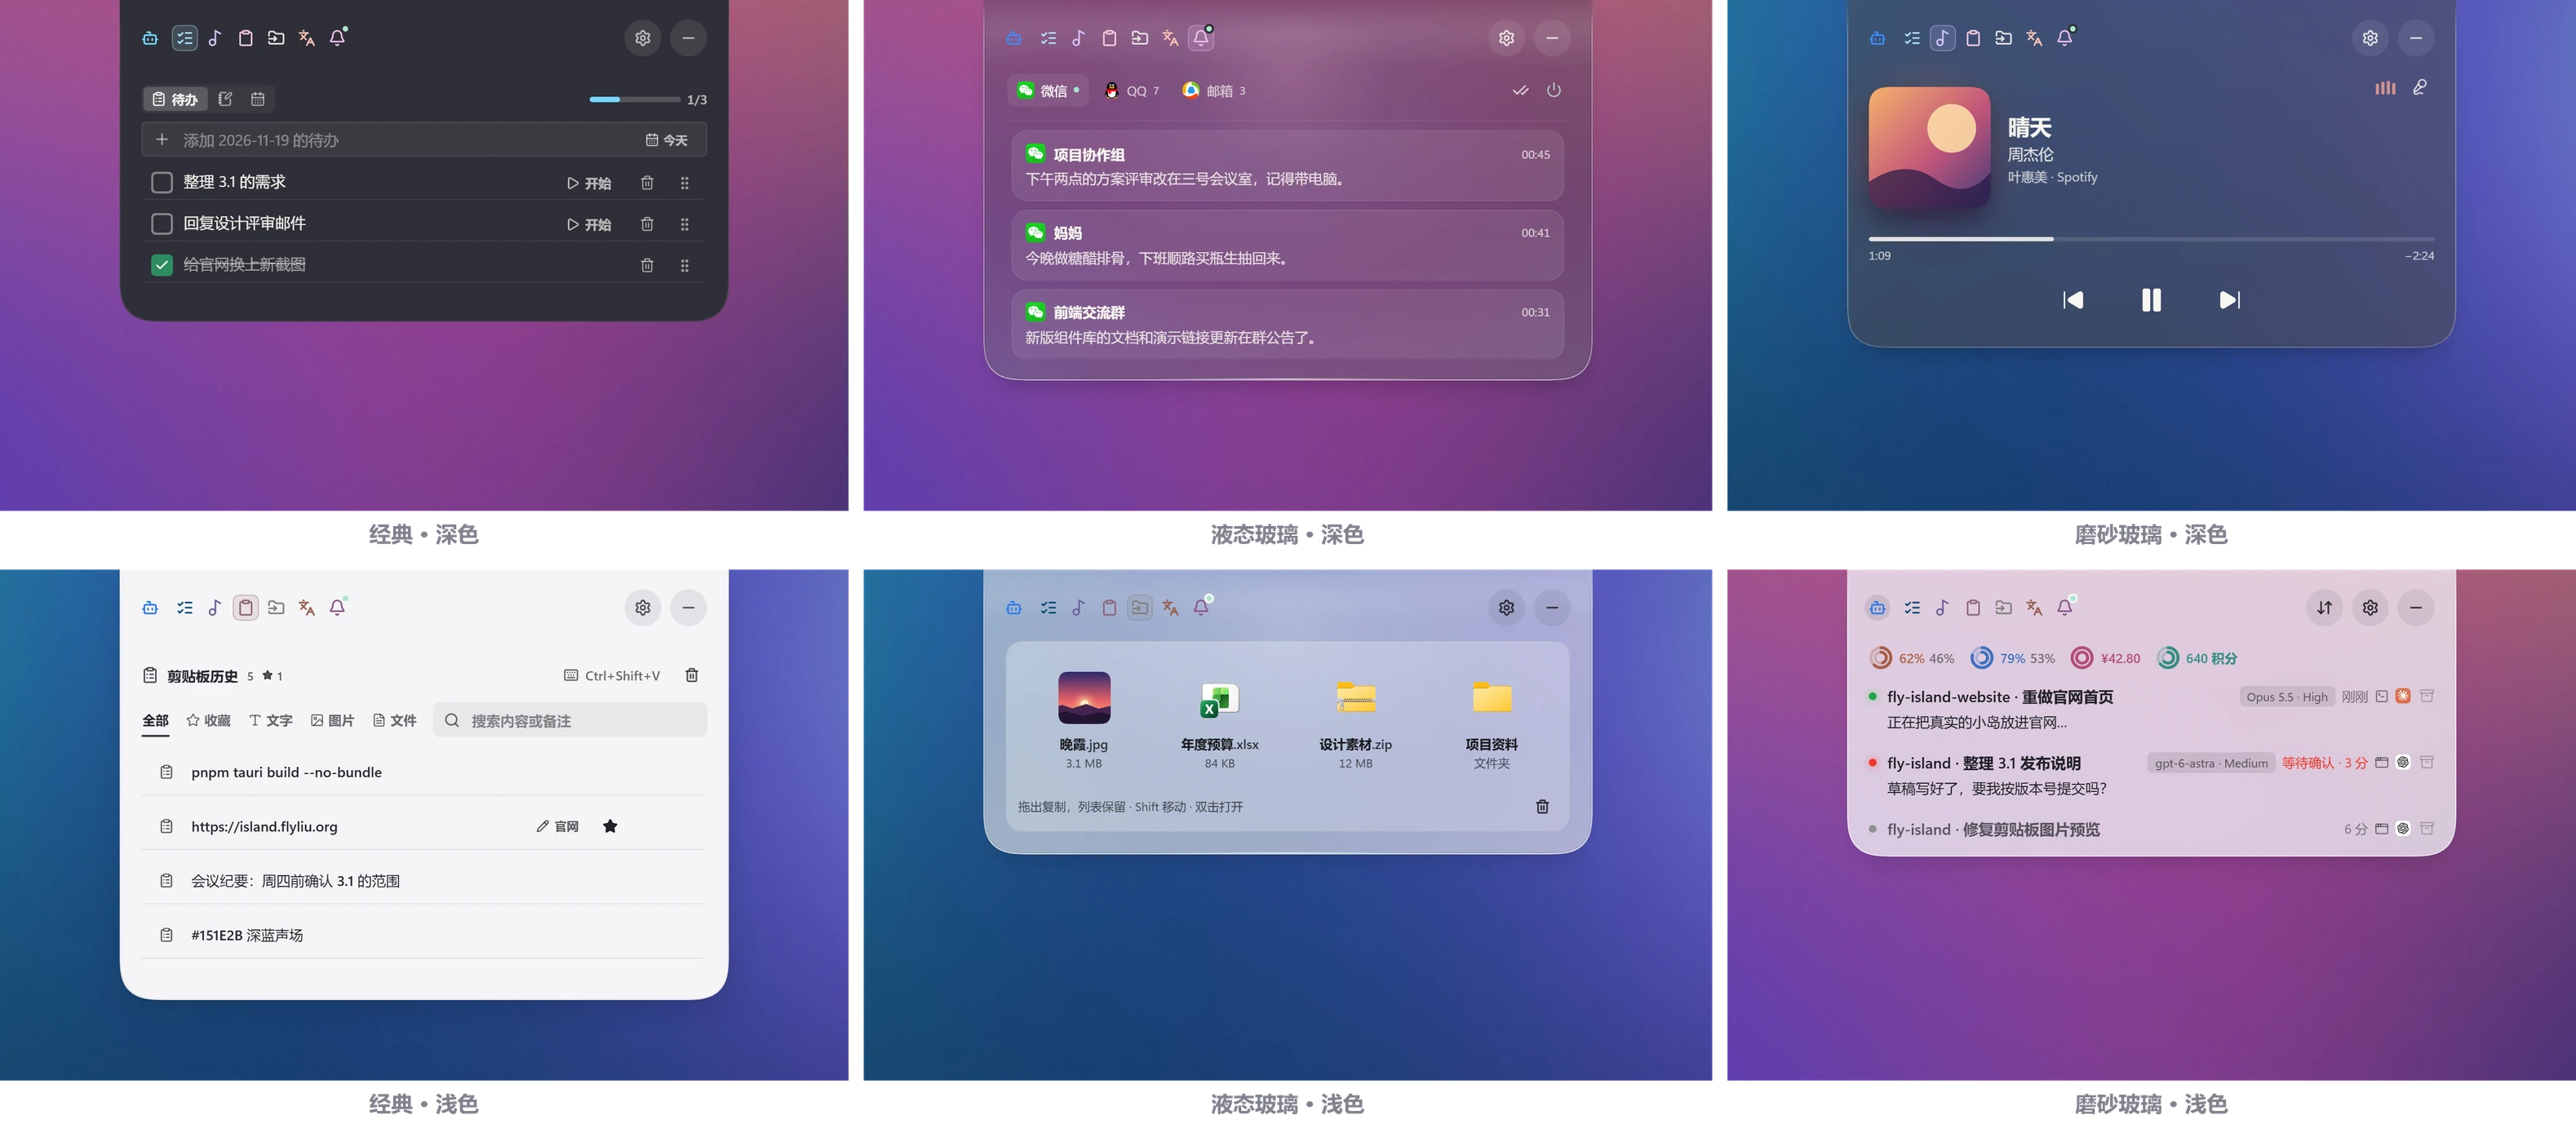 待办
1/3
添加 2026-11-19 的待办
今天
整理 3.1 的需求
开始
回复设计评审邮件
开始
给官网换上新截图
经典 · 深色
微信
QQ 7
邮箱 3
项目协作组
00:45
下午两点的方案评审改在三号会议室，记得带电脑。
妈妈
00:41
今晚做糖醋排骨，下班顺路买瓶生抽回来。
前端交流群
00:31
新版组件库的文档和演示链接更新在群公告了。
液态玻璃 · 深色
晴天
周杰伦
叶惠美 · Spotify
1:09
−2:24
磨砂玻璃 · 深色
剪贴板历史 5 ★ 1
Ctrl+Shift+V
全部
收藏
文字
图片
文件
搜索内容或备注
pnpm tauri build --no-bundle
https://island.flyliu.org
官网
会议纪要：周四前确认 3.1 的范围
#151E2B 深蓝声场
经典 · 浅色
晚霞.jpg
3.1 MB
年度预算.xlsx
84 KB
设计素材.zip
12 MB
项目资料
文件夹
拖出复制，列表保留 · Shift 移动 · 双击打开
液态玻璃 · 浅色
62% 46%
79% 53%
¥42.80
640 积分
fly-island-website · 重做官网首页
Opus 5.5 · High
刚刚
正在把真实的小岛放进官网...
fly-island · 整理 3.1 发布说明
gpt-6-astra · Medium
等待确认 · 3 分
草稿写好了，要我按版本号提交吗？
fly-island · 修复剪贴板图片预览
6 分
磨砂玻璃 · 浅色